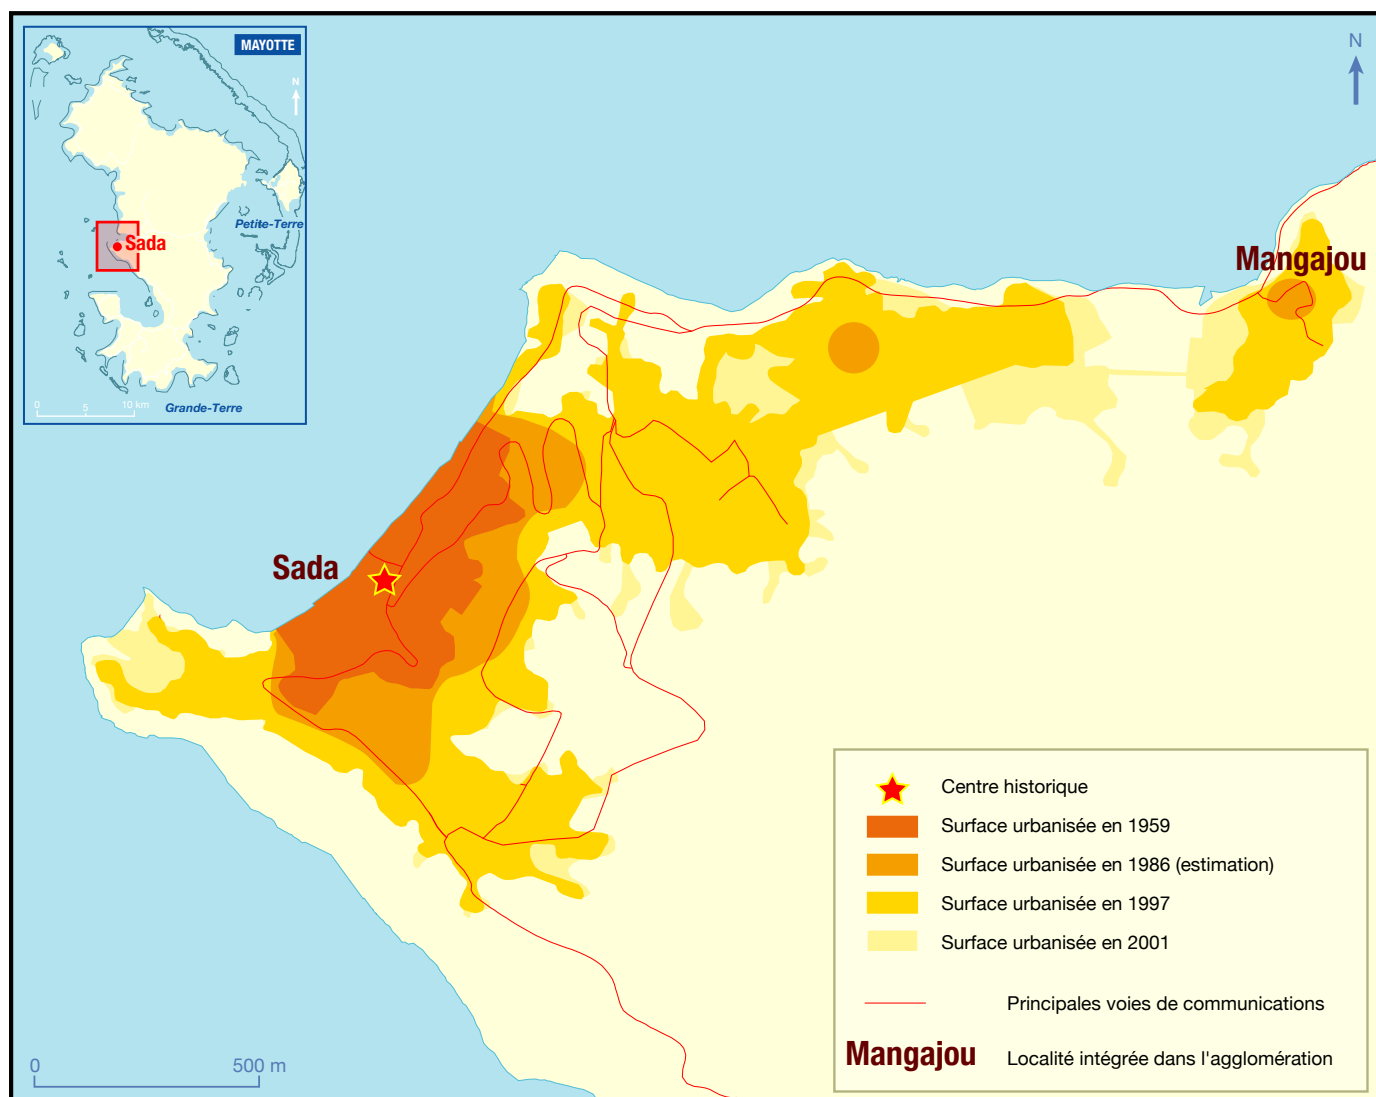 MAYOTTE
N
Petite-Terre
Sada
0 5 10 km
Grande-Terre
N
Mangajou
Sada
Centre historique
Surface urbanisée en 1959
Surface urbanisée en 1986 (estimation)
Surface urbanisée en 1997
Surface urbanisée en 2001
Principales voies de communications
Mangajou Localité intégrée dans l'agglomération
0 500 m